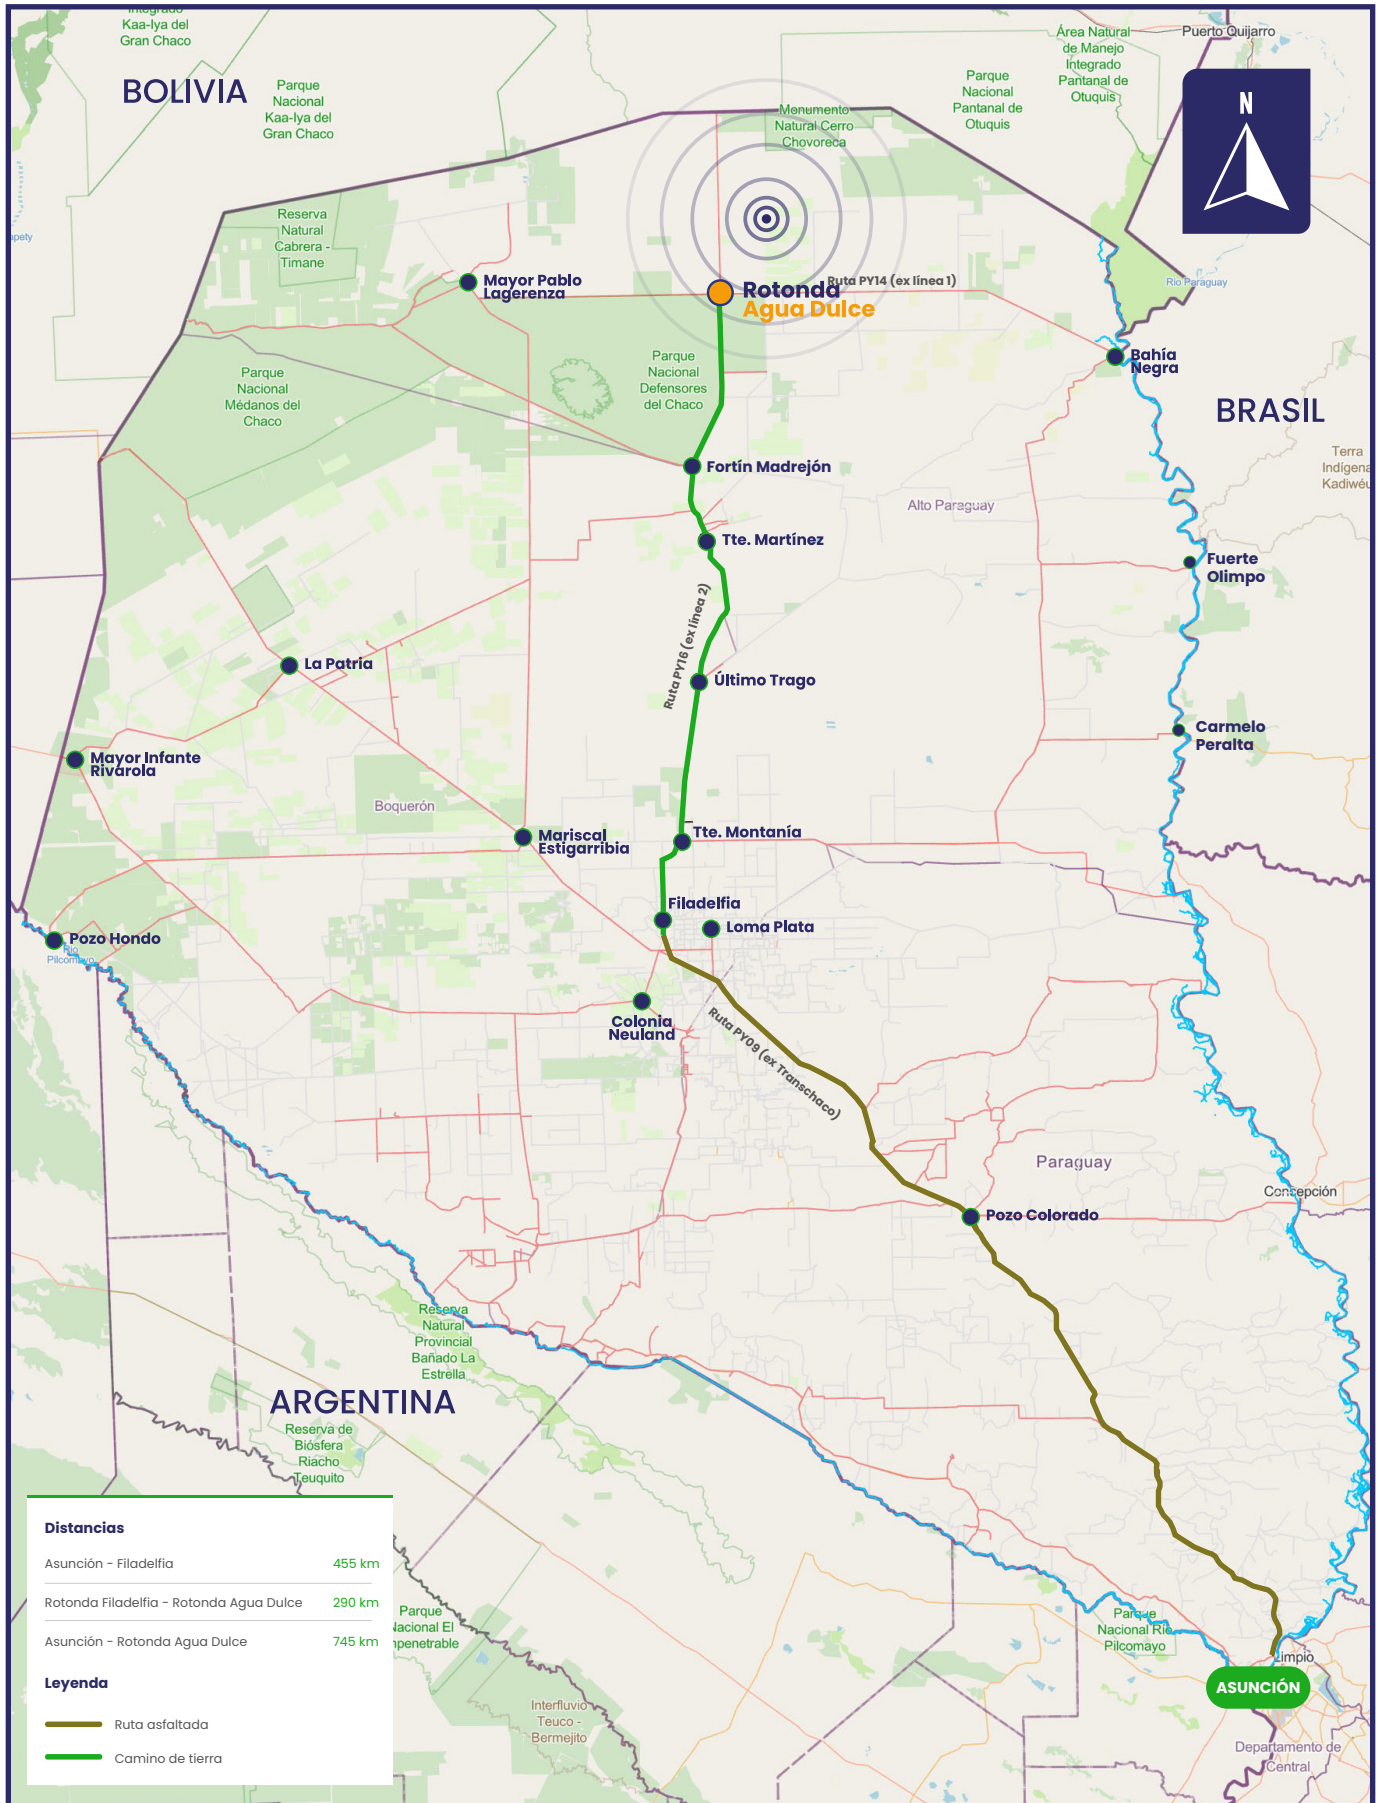 Integrado
Kaa-Iya del
Gran Chaco
BOLIVIA
Parque
Nacional
Kaa-Iya del
Gran Chaco
Área Natural
de Manejo
Integrado
Pantanal de
Otuquis
Puerto Quijarro
Parque
Nacional
Pantanal de
Otuquis
N
Monumento
Natural Cerro
Chovoreca
Reserva
Natural
Cabrera -
Timane
apety
Mayor Pablo
Lagerenza
Rotonda
Agua Dulce
Ruta PY14 (ex línea 1)
Rio Paraguay
Bahía
Negra
Parque
Nacional
Defensores
del Chaco
Parque
Nacional
Médanos del
Chaco
BRASIL
Terra
Indígena
Kadiwéu
Fortín Madrejón
Alto Paraguay
Tte. Martínez
Fuerte
Olimpo
Ruta PY16 (ex línea 2)
La Patria
Último Trago
Carmelo
Peralta
Mayor Infante
Rivarola
Boquerón
Mariscal
Estigarribia
Tte. Montanía
Filadelfia
Loma Plata
Pozo Hondo
Rio
Pilcomayo
Colonia
Neuland
Ruta PY09 (ex Transchaco)
Paraguay
Concepción
Pozo Colorado
Reserva
Natural
Provincial
Bañado La
Estrella
ARGENTINA
Reserva de
Biósfera
Riacho
Teuquito
Distancias
Asunción - Filadelfia 455 km
Rotonda Filadelfia - Rotonda Agua Dulce 290 km
Asunción - Rotonda Agua Dulce 745 km
Leyenda
Ruta asfaltada
Camino de tierra
Parque
Nacional El
mpenetrable
Parque
Nacional Río
Pilcomayo
Limpio
ASUNCIÓN
Interfluvio
Teuco -
Bermejito
Departamento de
Central